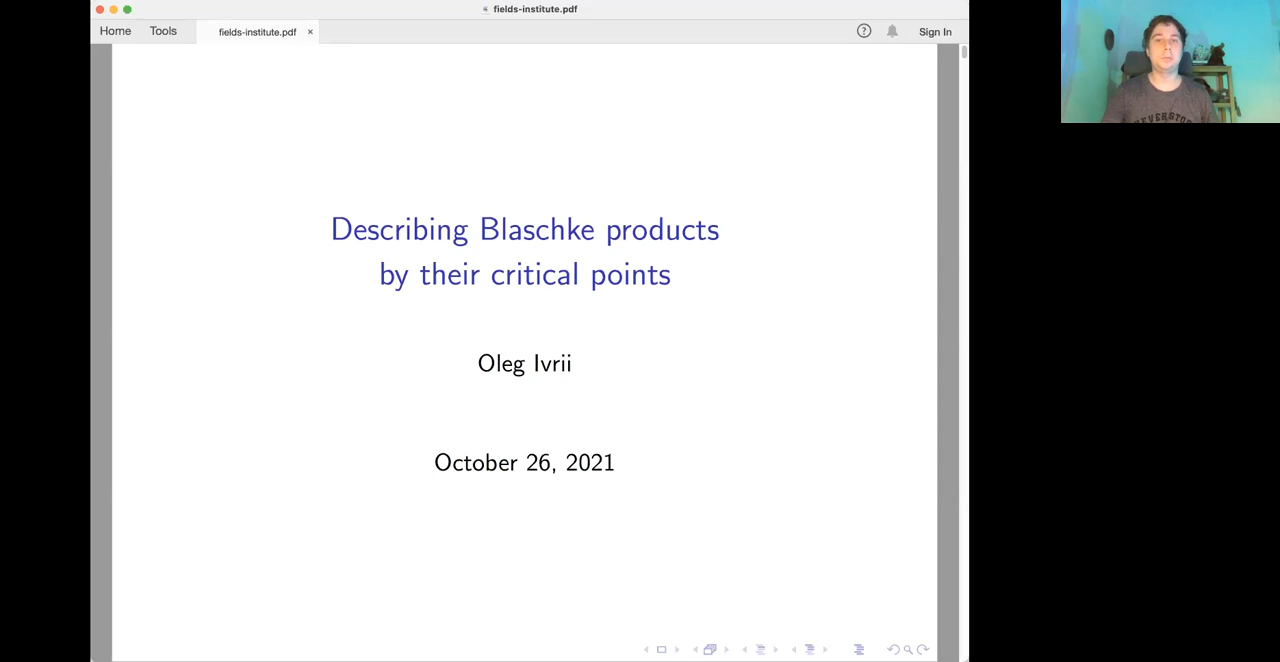 fields-institute.pdf
Home Tools fields-institute.pdf × Sign In
Describing Blaschke products
by their critical points
Oleg Ivrii
October 26, 2021